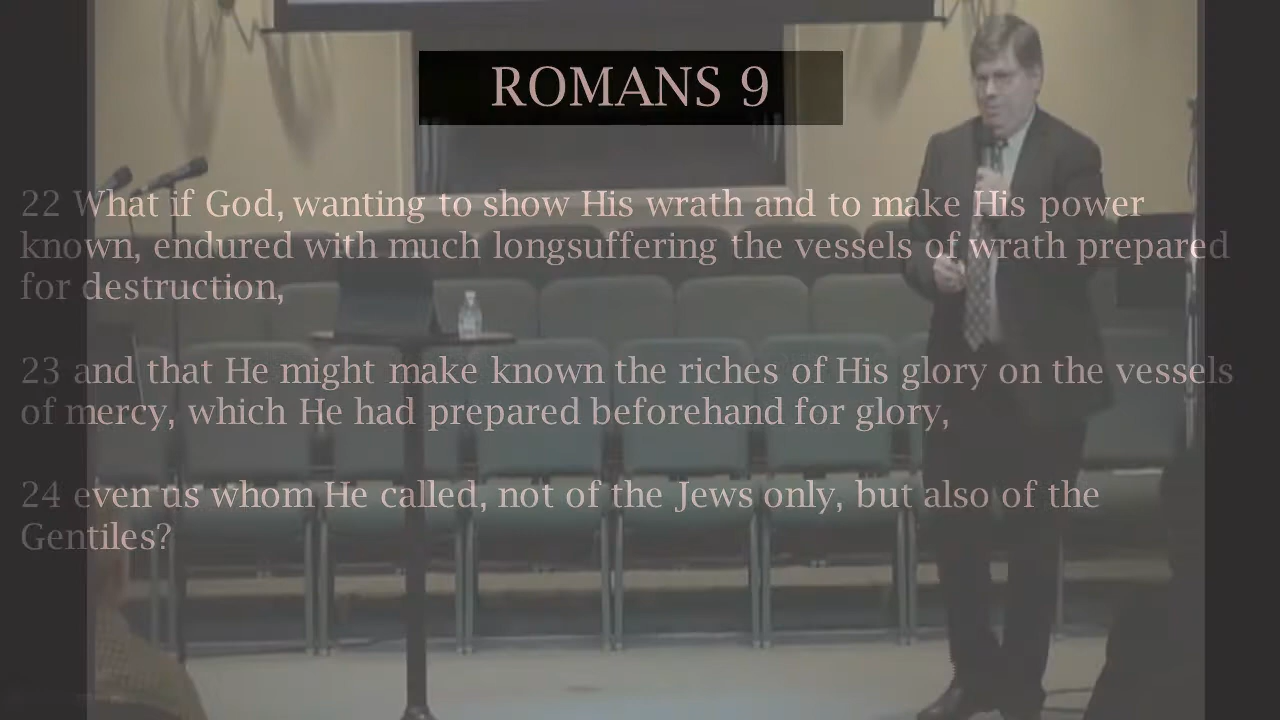 ROMANS 9
22 What if God, wanting to show His wrath and to make His power
known, endured with much longsuffering the vessels of wrath prepared
for destruction,
23 and that He might make known the riches of His glory on the vessels
of mercy, which He had prepared beforehand for glory,
24 even us whom He called, not of the Jews only, but also of the
Gentiles?